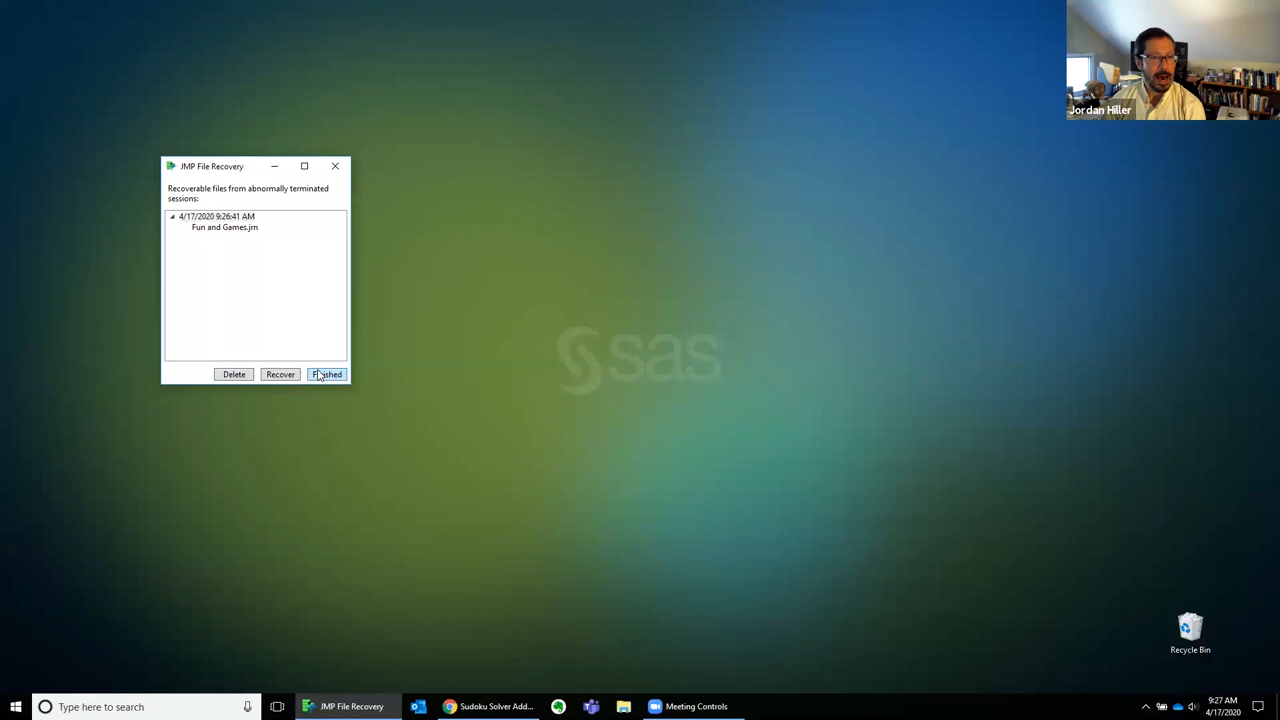 Jordan Hiller
JMP File Recovery
Recoverable files from abnormally terminated
sessions:
4/17/2020 9:26:41 AM
Fun and Games.jrn
Delete
Recover
Finished
sas
Recycle Bin
Type here to search
JMP File Recovery
Sudoku Solver Add...
Meeting Controls
9:27 AM
4/17/2020